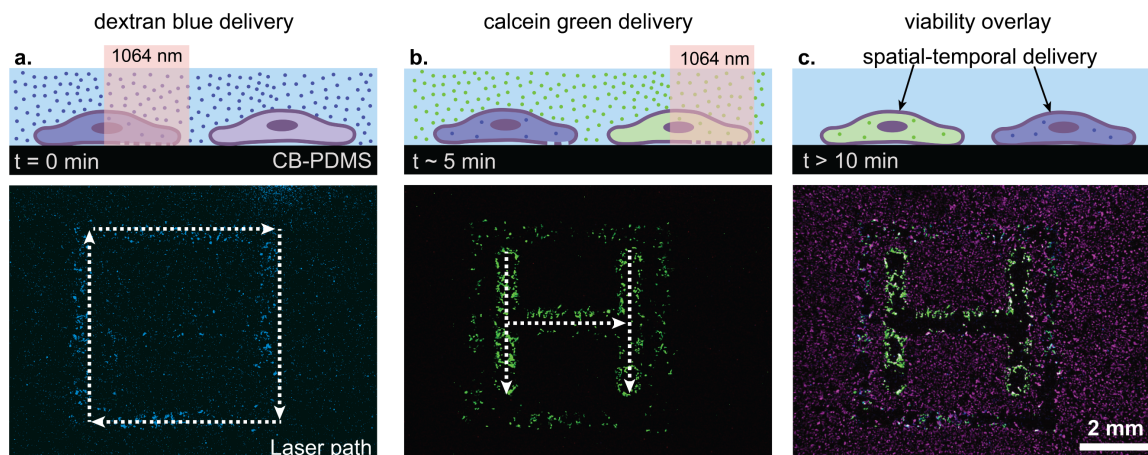 dextran blue delivery
calcein green delivery
viability overlay
a.
1064 nm
b.
1064 nm
c.
spatial-temporal delivery
t = 0 min
CB-PDMS
t ~ 5 min
t > 10 min
Laser path
2 mm